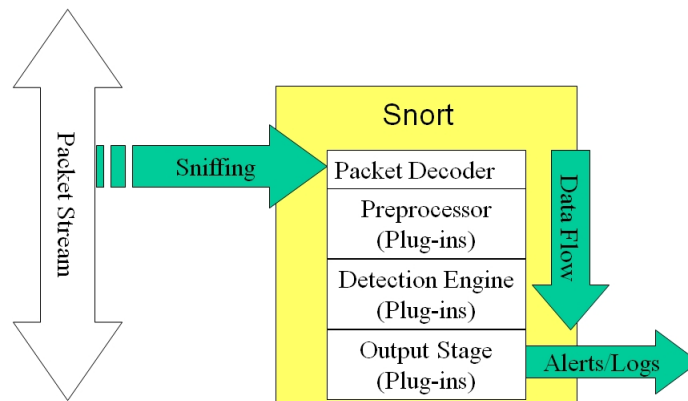 Packet Stream
Sniffing
Snort
Packet Decoder
Preprocessor
(Plug-ins)
Detection Engine
(Plug-ins)
Output Stage
(Plug-ins)
Data Flow
Alerts/Logs